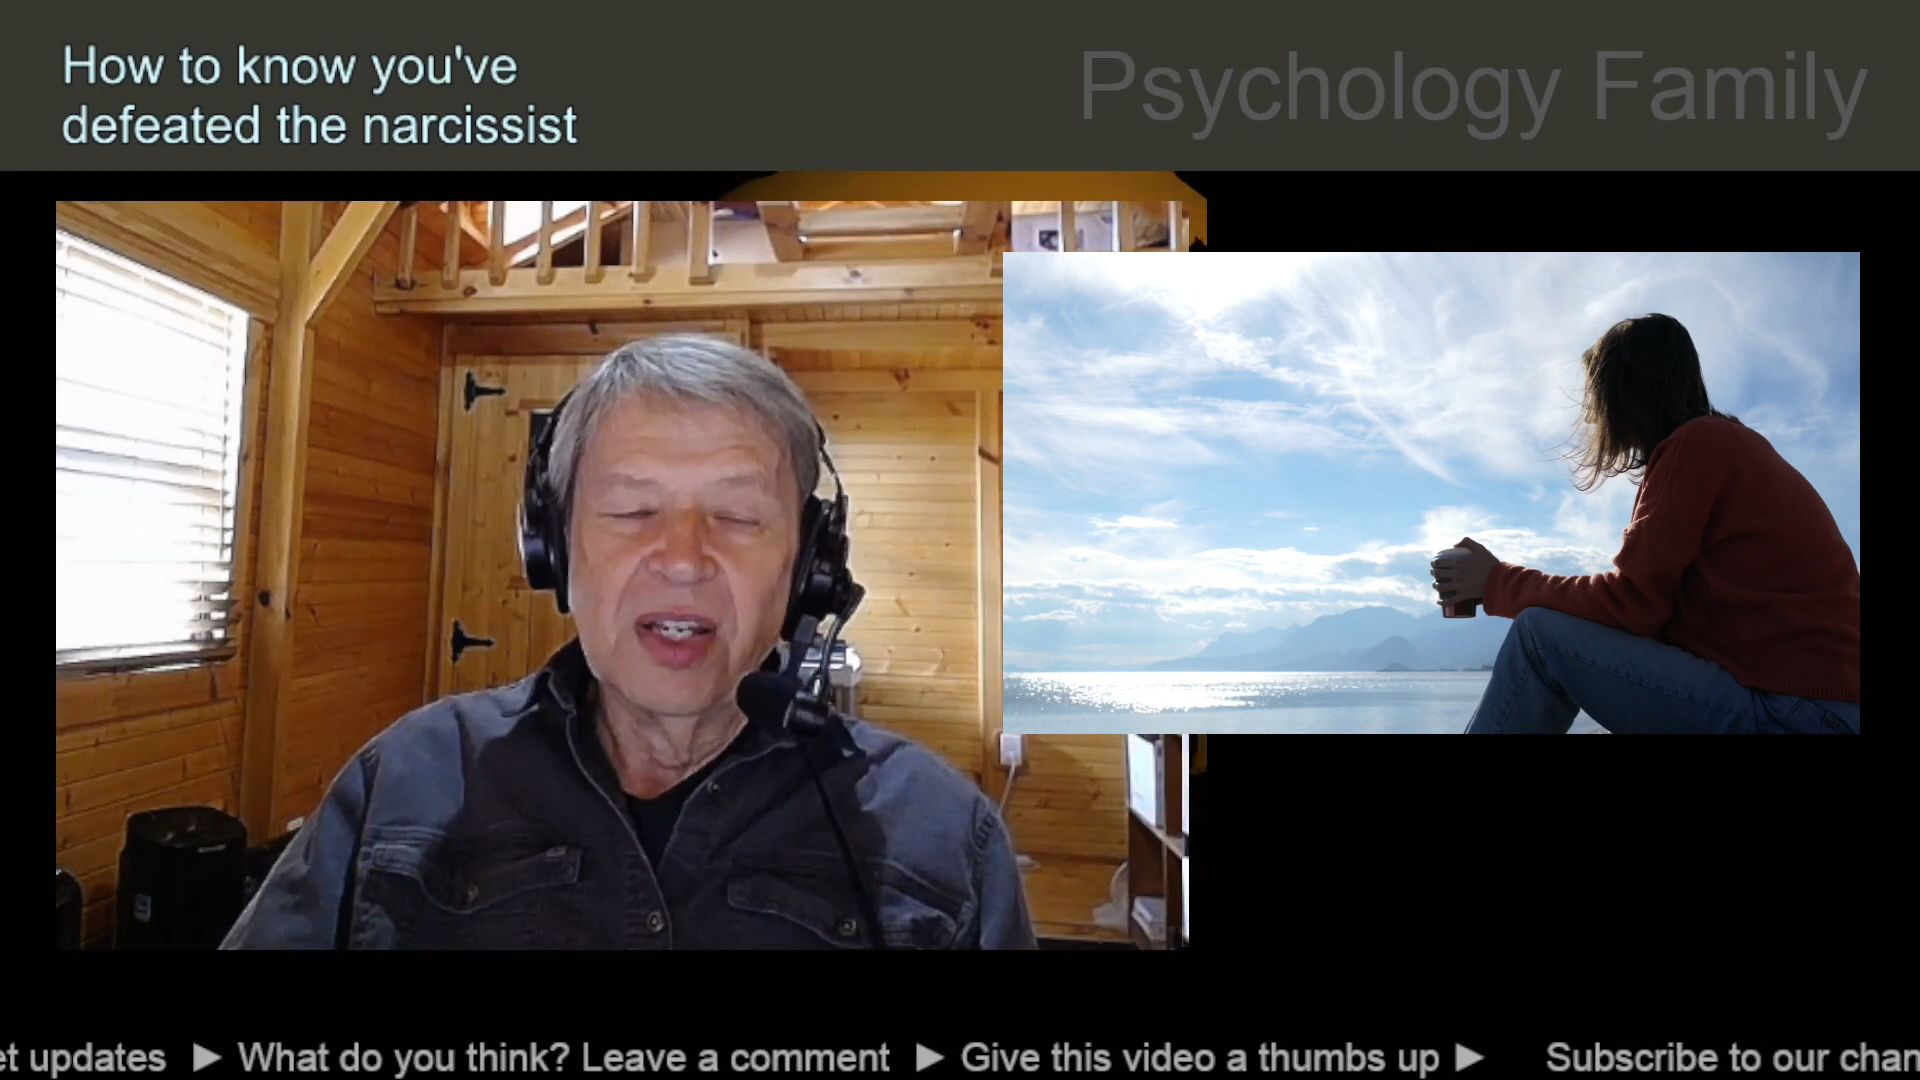 How to know you've
defeated the narcissist
Psychology Family
et updates ▶ What do you think? Leave a comment ▶ Give this video a thumbs up ▶ Subscribe to our chan